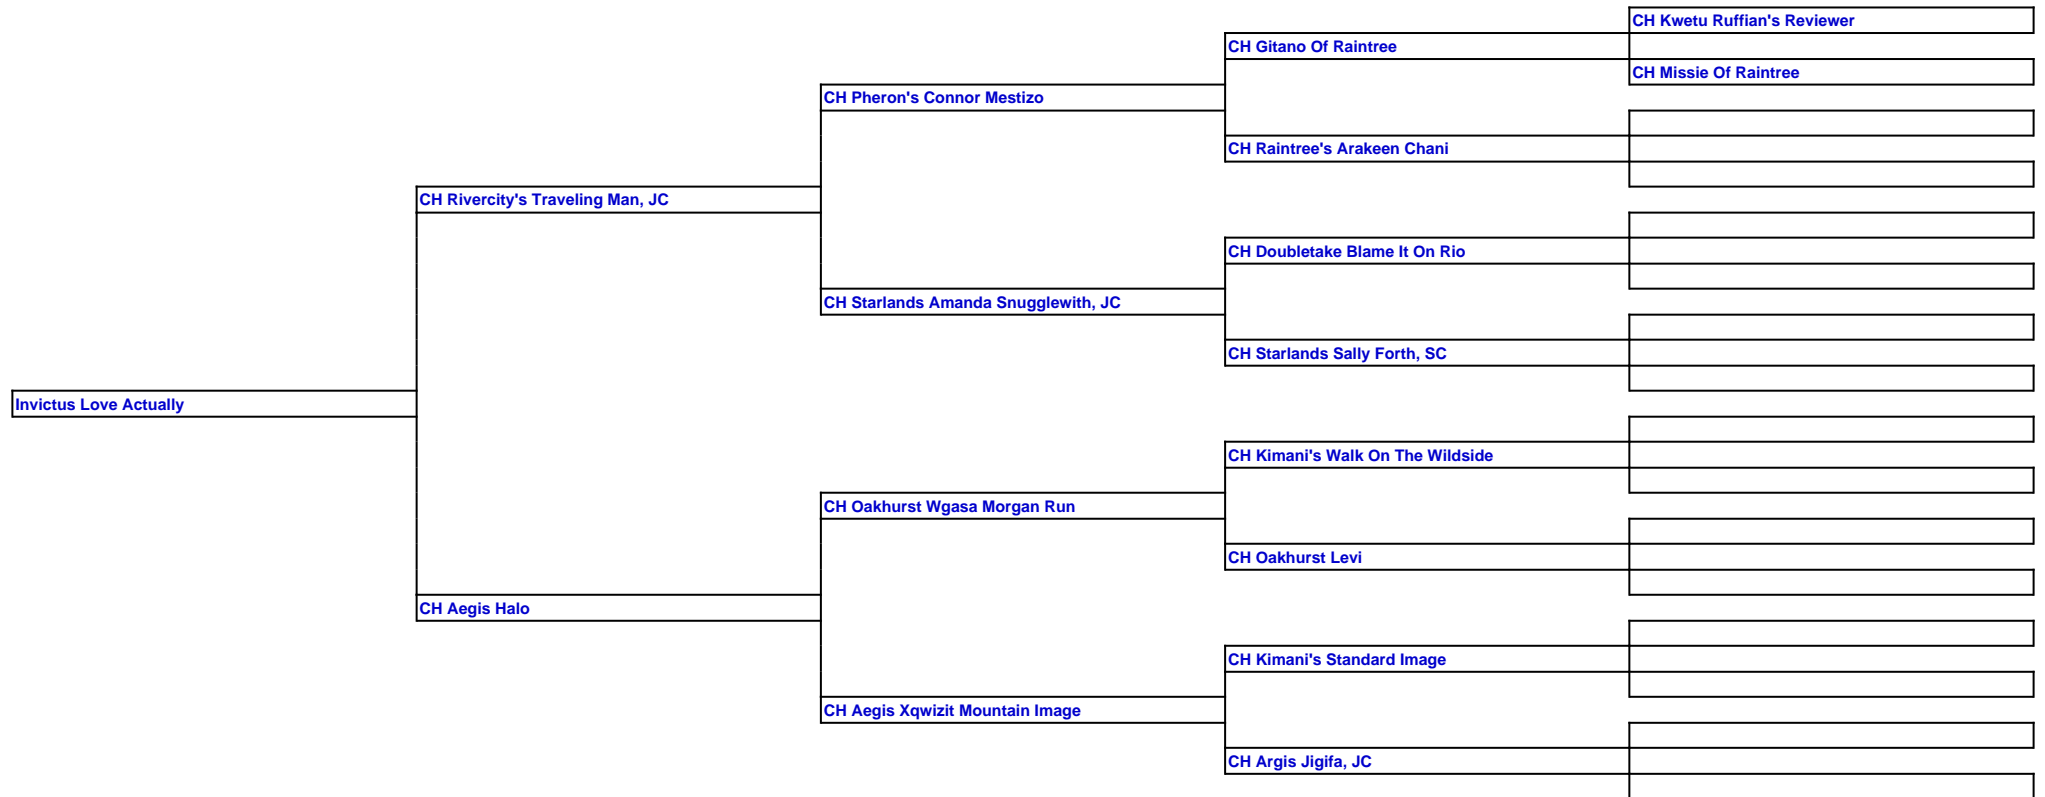 CH Kwetu Ruffian's Reviewer
CH Gitano Of Raintree
CH Missie Of Raintree
CH Pheron's Connor Mestizo
CH Raintree's Arakeen Chani
CH Rivercity's Traveling Man, JC
CH Doubletake Blame It On Rio
CH Starlands Amanda Snugglewith, JC
CH Starlands Sally Forth, SC
Invictus Love Actually
CH Kimani's Walk On The Wildside
CH Oakhurst Wgasa Morgan Run
CH Oakhurst Levi
CH Aegis Halo
CH Kimani's Standard Image
CH Aegis Xqwizit Mountain Image
CH Argis Jigifa, JC